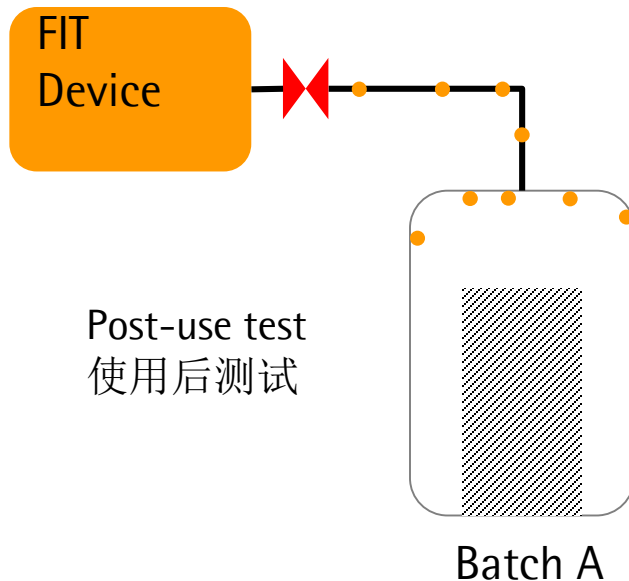 FIT
Device
Post-use test
使用后测试
Batch A